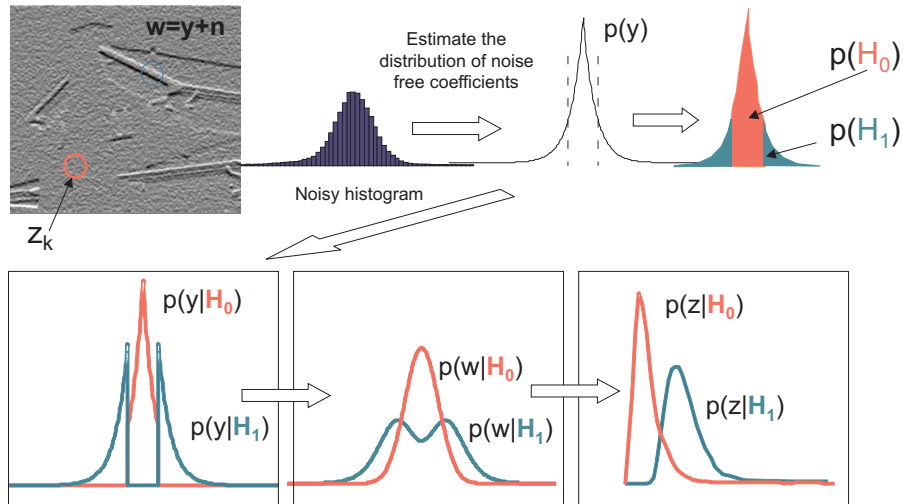 w=y+n
Estimate the
distribution of noise
free coefficients
p(y)
p(H₀)
p(H₁)
Noisy histogram
zₖ
p(y|H₀)
p(y|H₁)
p(w|H₀)
p(w|H₁)
p(z|H₀)
p(z|H₁)